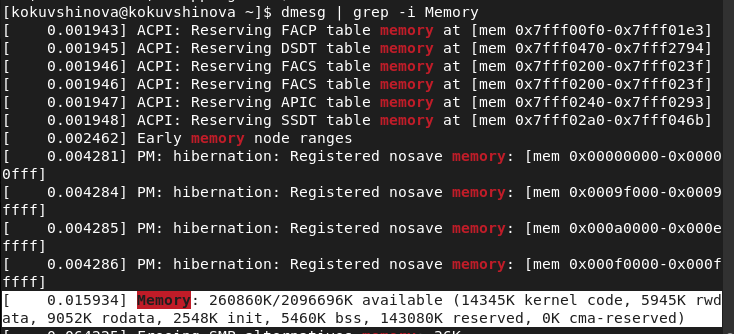 [kokuvshinova@kokuvshinova ~]$ dmesg | grep -i Memory
[    0.001943] ACPI: Reserving FACP table memory at [mem 0x7fff00f0-0x7fff01e3]
[    0.001945] ACPI: Reserving DSDT table memory at [mem 0x7fff0470-0x7fff2794]
[    0.001946] ACPI: Reserving FACS table memory at [mem 0x7fff0200-0x7fff023f]
[    0.001946] ACPI: Reserving FACS table memory at [mem 0x7fff0200-0x7fff023f]
[    0.001947] ACPI: Reserving APIC table memory at [mem 0x7fff0240-0x7fff0293]
[    0.001948] ACPI: Reserving SSDT table memory at [mem 0x7fff02a0-0x7fff046b]
[    0.002462] Early memory node ranges
[    0.004281] PM: hibernation: Registered nosave memory: [mem 0x00000000-0x0000
0fff]
[    0.004284] PM: hibernation: Registered nosave memory: [mem 0x0009f000-0x0009
ffff]
[    0.004285] PM: hibernation: Registered nosave memory: [mem 0x000a0000-0x000e
ffff]
[    0.004286] PM: hibernation: Registered nosave memory: [mem 0x000f0000-0x000f
ffff]
[    0.015934] Memory: 260860K/2096696K available (14345K kernel code, 5945K rwd
ata, 9052K rodata, 2548K init, 5460K bss, 143080K reserved, 0K cma-reserved)